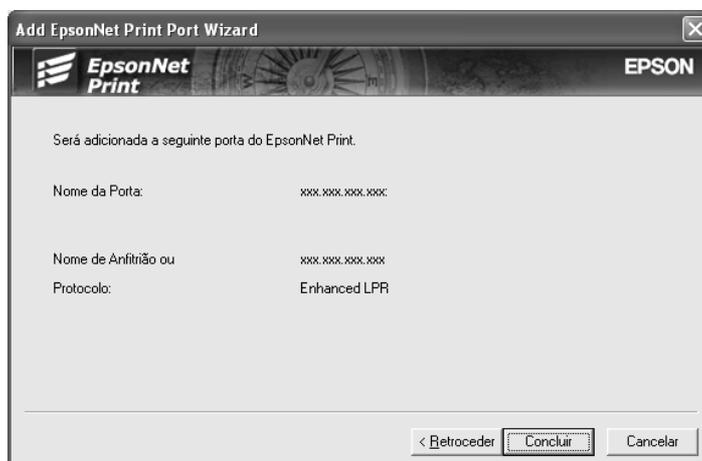 Add EpsonNet Print Port Wizard
EpsonNet
Print
EPSON
W
E
Será adicionada a seguinte porta do EpsonNet Print.
Nome da Porta: xxx.xxx.xxx.xxx:
Nome de Anfitrião ou xxx.xxx.xxx.xxx
Protocolo: Enhanced LPR
< Retroceder
Concluir
Cancelar